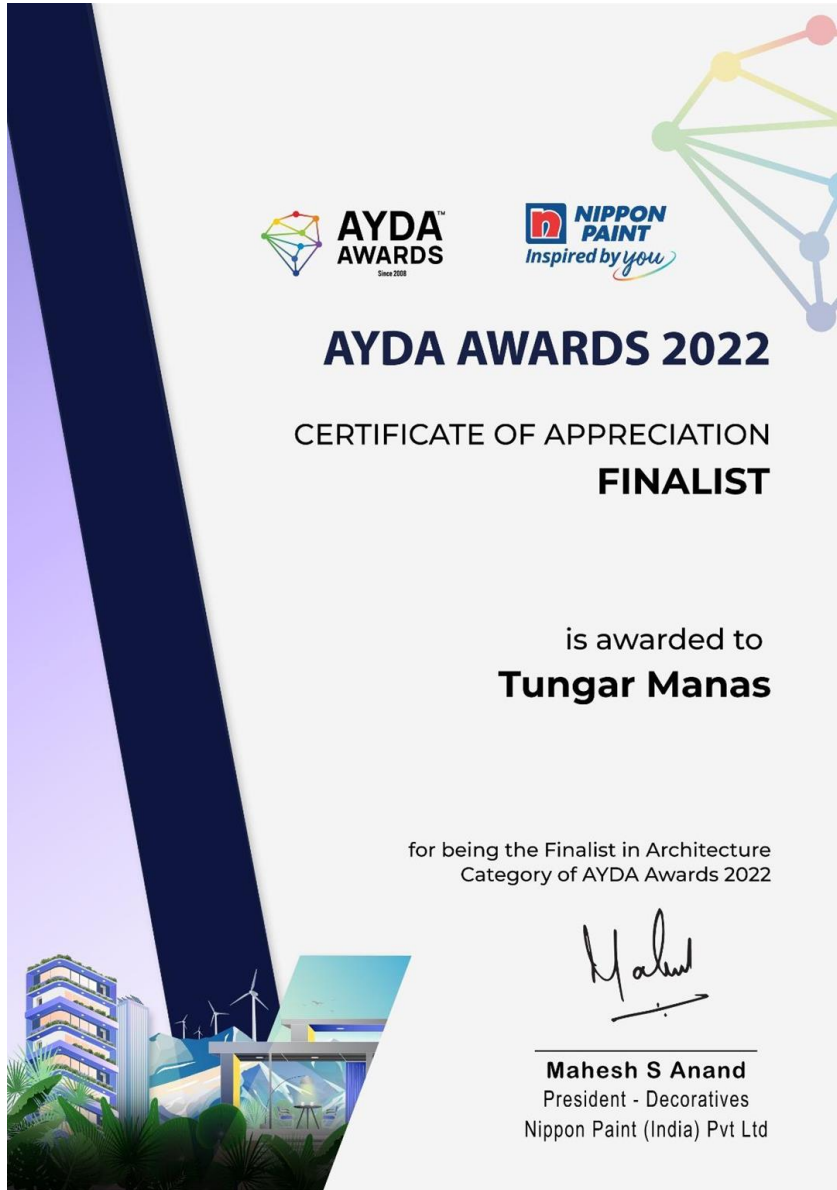 AYDA™
AWARDS
Since 2008
n NIPPON
PAINT
Inspired by you
AYDA AWARDS 2022
CERTIFICATE OF APPRECIATION
FINALIST
is awarded to
Tungar Manas
for being the Finalist in Architecture
Category of AYDA Awards 2022
Mahesh S Anand
President - Decoratives
Nippon Paint (India) Pvt Ltd